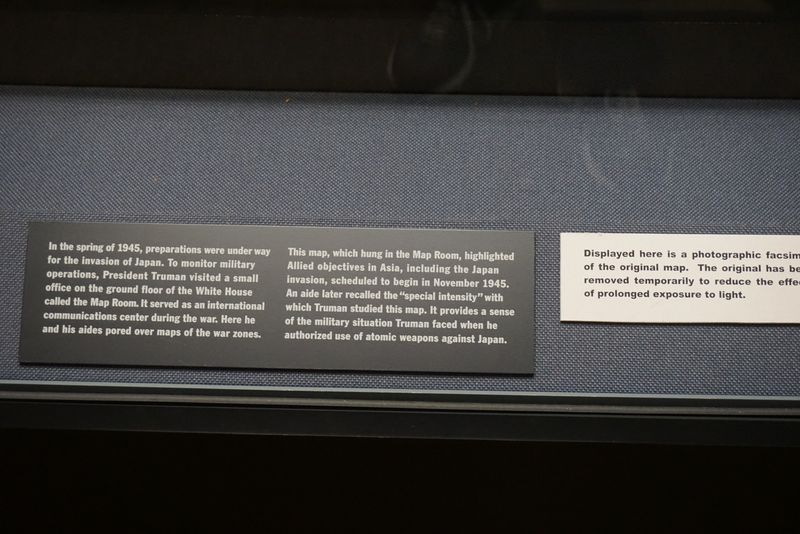 In the spring of 1945, preparations were under way
for the invasion of Japan. To monitor military
operations, President Truman visited a small
office on the ground floor of the White House
called the Map Room. It served as an international
communications center during the war. Here he
and his aides pored over maps of the war zones.
This map, which hung in the Map Room, highlighted
Allied objectives in Asia, including the Japan
invasion, scheduled to begin in November 1945.
An aide later recalled the "special intensity" with
which Truman studied this map. It provides a sense
of the military situation Truman faced when he
authorized use of atomic weapons against Japan.
Displayed here is a photographic facsim
of the original map. The original has be
removed temporarily to reduce the effec
of prolonged exposure to light.